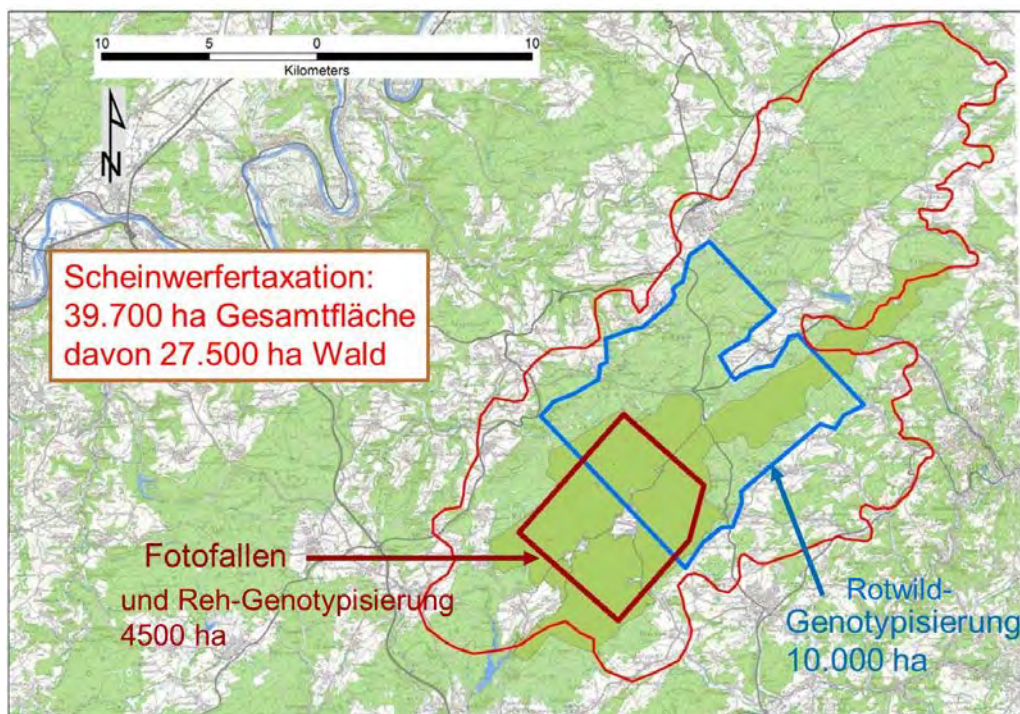 10 5 0 10
Kilometers
N
Scheinwerfertaxation:
39.700 ha Gesamtfläche
davon 27.500 ha Wald
Fotofallen
und Reh-Genotypisierung
4500 ha
Rotwild-
Genotypisierung
10.000 ha